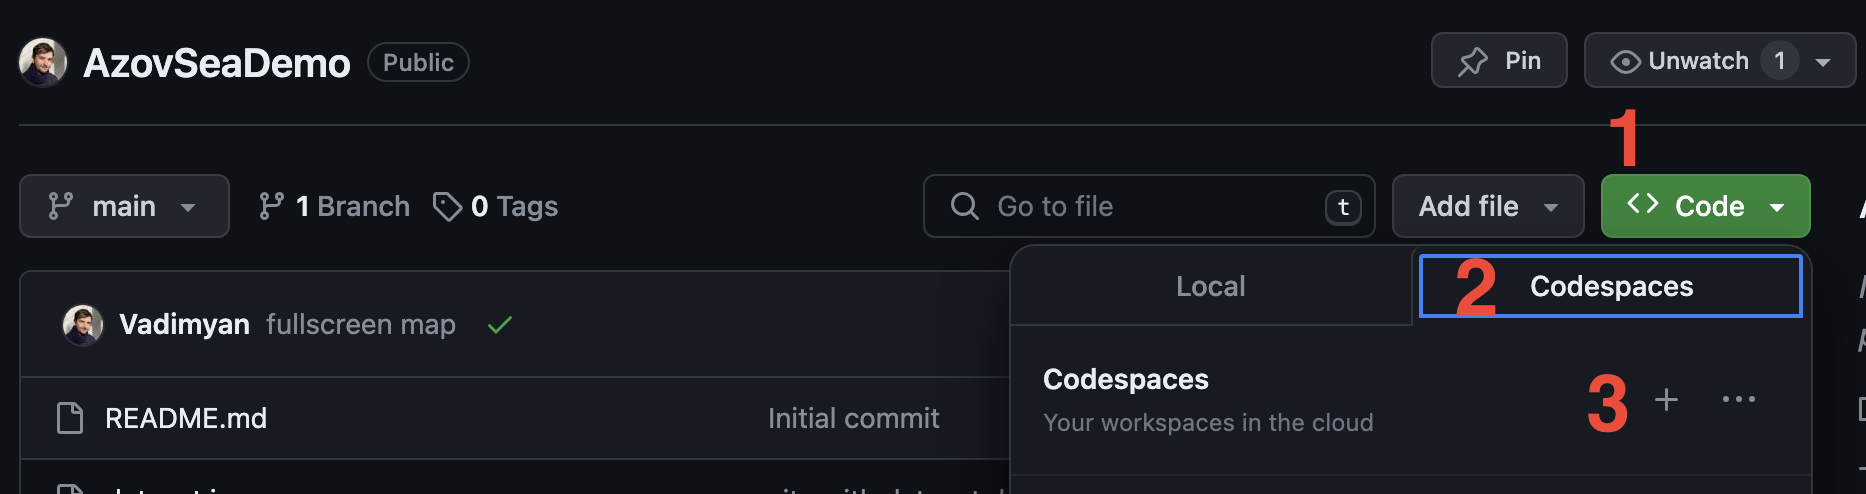 AzovSeaDemo Public Pin Unwatch 1
1
main 1 Branch 0 Tags Go to file t Add file <> Code
Local 2 Codespaces
Vadimyan fullscreen map
Codespaces
3 + ...
Your workspaces in the cloud
README.md Initial commit